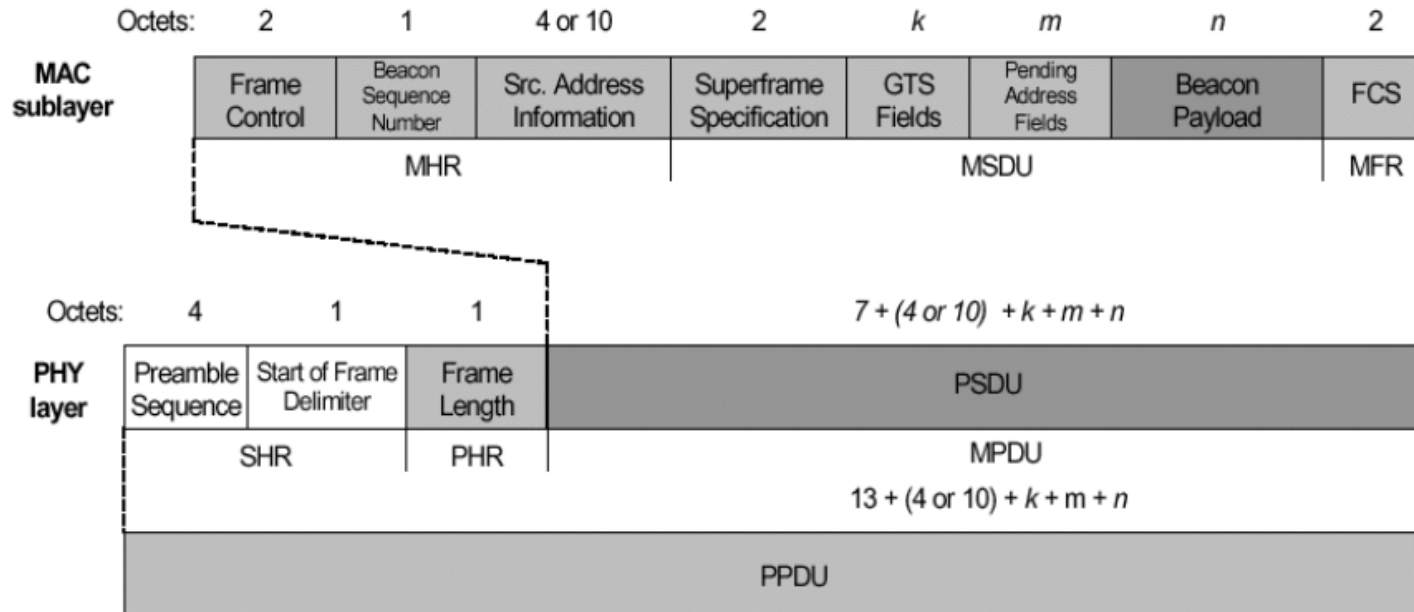 Octets: 2 1 4 or 10 2 k m n 2
MAC sublayer
Frame Control
Beacon Sequence Number
Src. Address Information
Superframe Specification
GTS Fields
Pending Address Fields
Beacon Payload
FCS
MHR MSDU MFR
Octets: 4 1 1 7 + (4 or 10) + k + m + n
PHY layer
Preamble Sequence
Start of Frame Delimiter
Frame Length
PSDU
SHR PHR MPDU
13 + (4 or 10) + k + m + n
PPDU